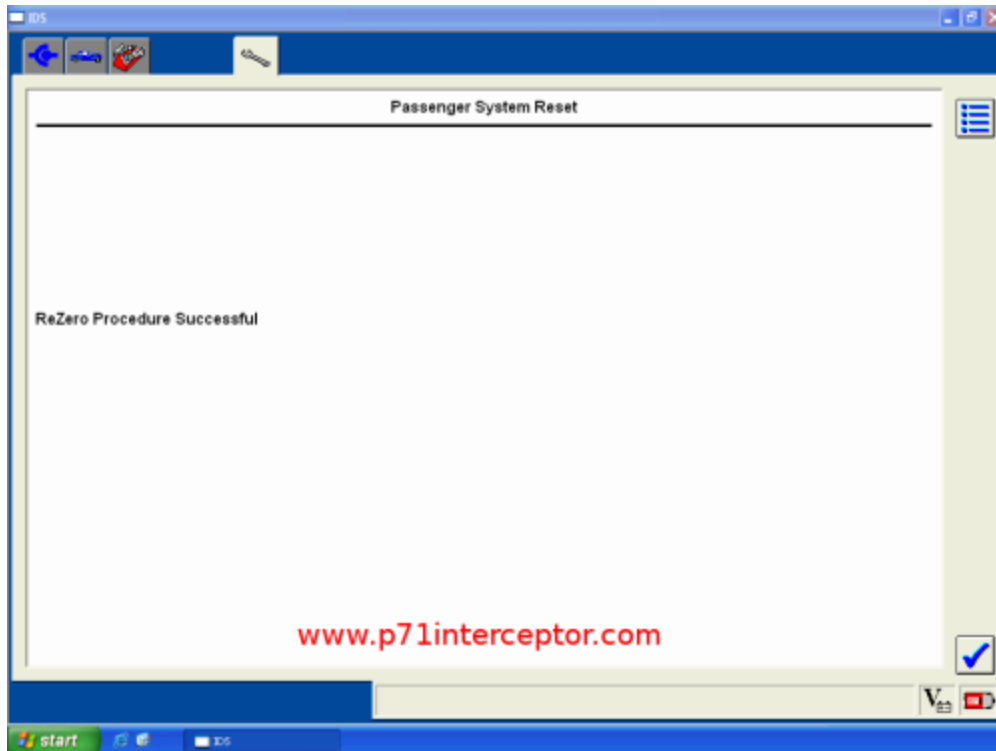 IDS
Passenger System Reset
ReZero Procedure Successful
www.p71interceptor.com
V
start
IDS